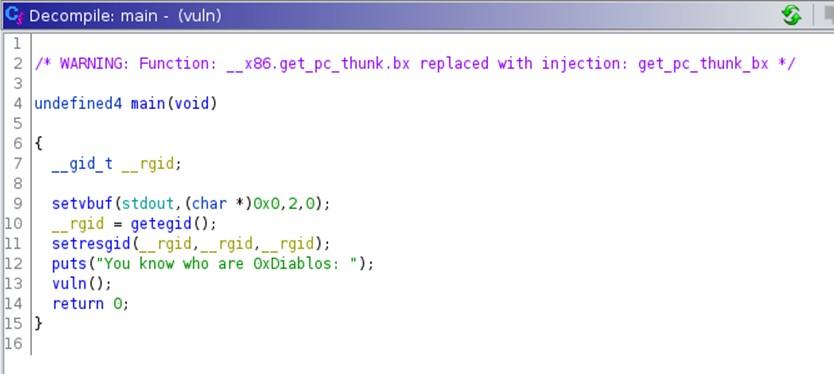 Decompile: main - (vuln)
1
2 /* WARNING: Function: __x86.get_pc_thunk.bx replaced with injection: get_pc_thunk_bx */
3
4 undefined4 main(void)
5
6 {
7 __gid_t __rgid;
8
9 setvbuf(stdout,(char *)0x0,2,0);
10 __rgid = getegid();
11 setresgid(__rgid,__rgid,__rgid);
12 puts("You know who are 0xDiablos: ");
13 vuln();
14 return 0;
15 }
16